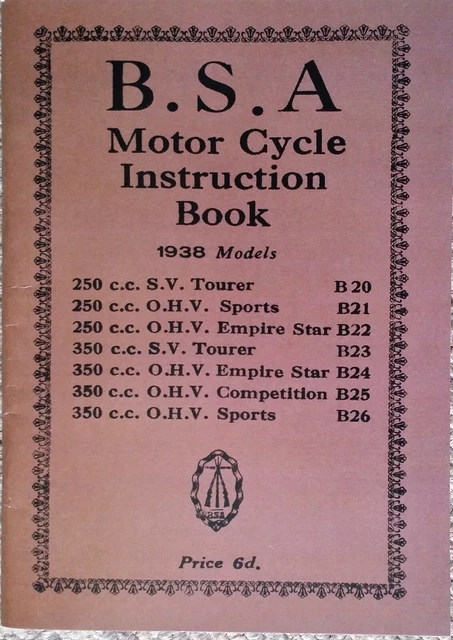 B.S.A
Motor Cycle
Instruction
Book
1938 Models
250 c.c. S.V. Tourer B20
250 c.c. O.H.V. Sports B21
250 c.c. O.H.V. Empire Star B22
350 c.c. S.V. Tourer B23
350 c.c. O.H.V. Empire Star B24
350 c.c. O.H.V. Competition B25
350 c.c. O.H.V. Sports B26
BSA
Price 6d.